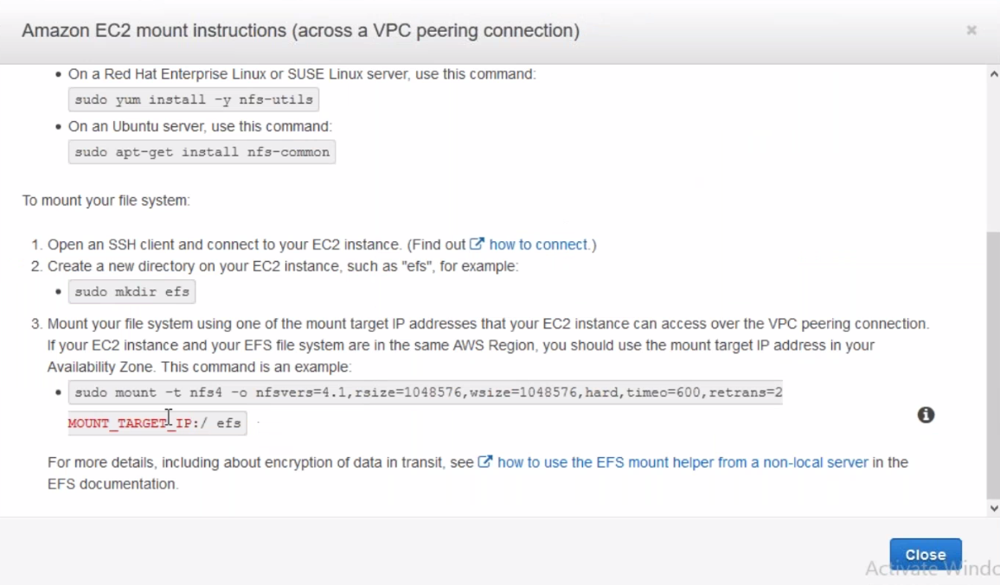 Amazon EC2 mount instructions (across a VPC peering connection)
• On a Red Hat Enterprise Linux or SUSE Linux server, use this command:
sudo yum install -y nfs-utils
• On an Ubuntu server, use this command:
sudo apt-get install nfs-common
To mount your file system:
1. Open an SSH client and connect to your EC2 instance. (Find out how to connect.)
2. Create a new directory on your EC2 instance, such as "efs", for example:
• sudo mkdir efs
3. Mount your file system using one of the mount target IP addresses that your EC2 instance can access over the VPC peering connection.
If your EC2 instance and your EFS file system are in the same AWS Region, you should use the mount target IP address in your
Availability Zone. This command is an example:
• sudo mount -t nfs4 -o nfsvers=4.1,rsize=1048576,wsize=1048576,hard,timeo=600,retrans=2
MOUNT_TARGET_IP:/ efs
For more details, including about encryption of data in transit, see how to use the EFS mount helper from a non-local server in the
EFS documentation.
Close
Activate Windo